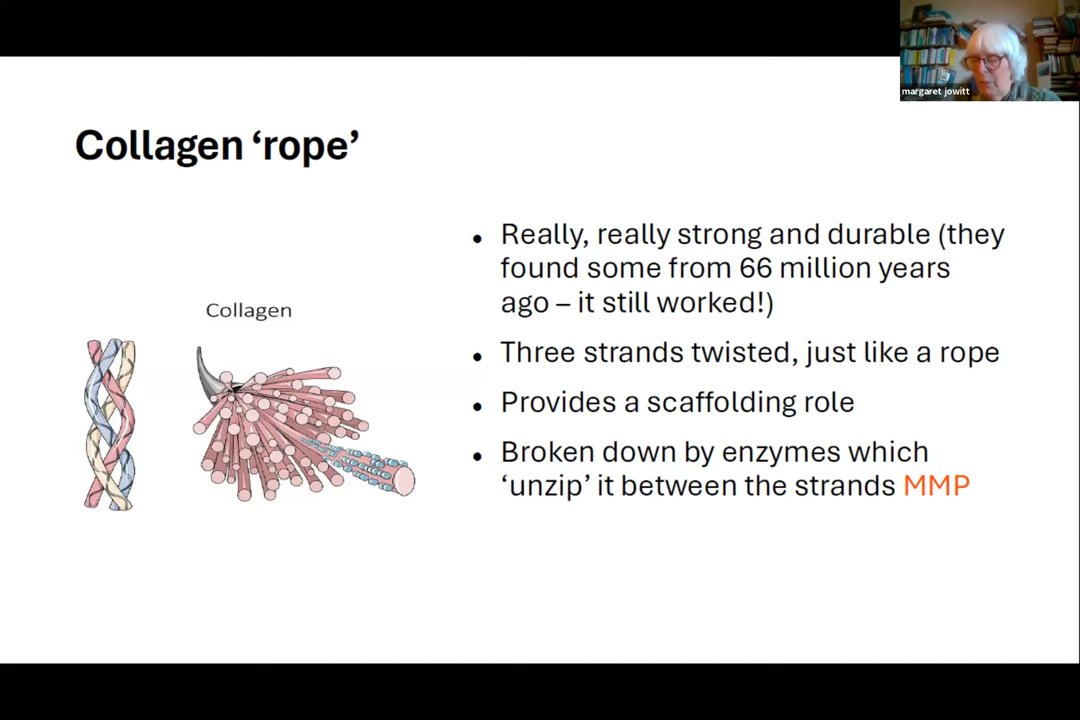 margaret jowitt
Collagen ‘rope’
• Really, really strong and durable (they
found some from 66 million years
ago – it still worked!)
• Three strands twisted, just like a rope
• Provides a scaffolding role
• Broken down by enzymes which
‘unzip’ it between the strands MMP
Collagen